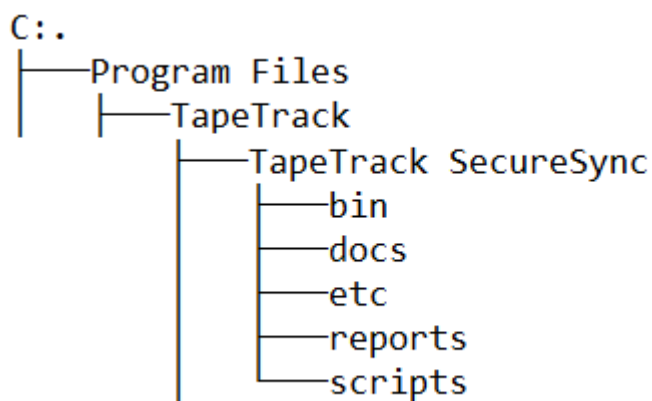 C:.
Program Files
TapeTrack
TapeTrack SecureSync
bin
docs
etc
reports
scripts